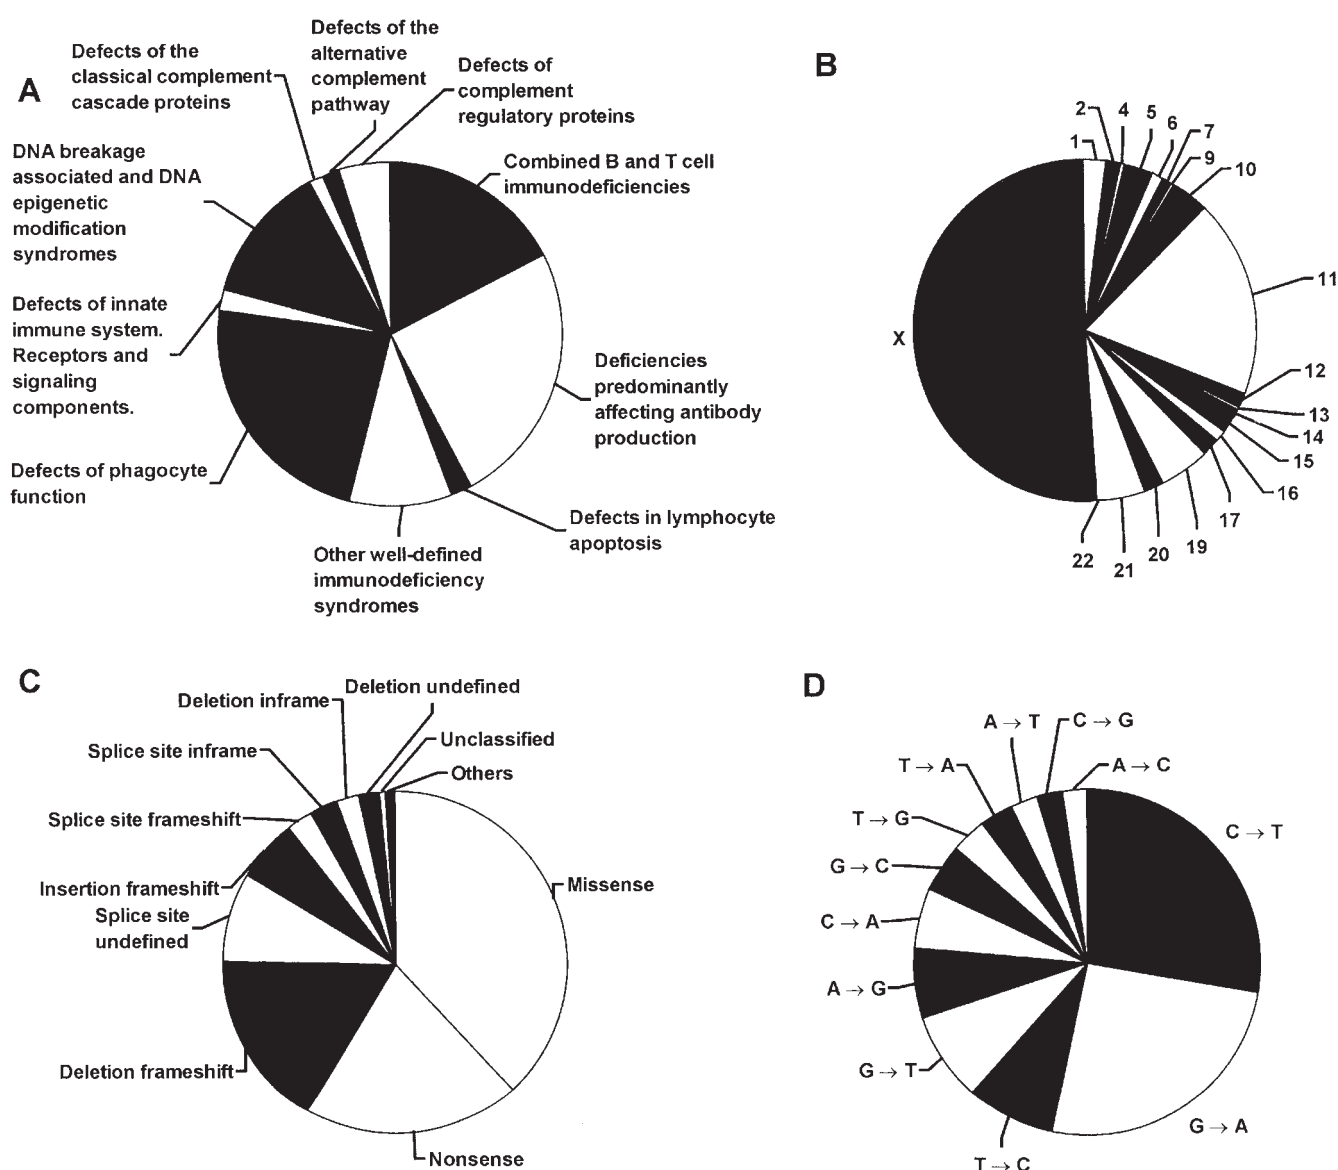 A
Defects of the
classical complement
cascade proteins
Defects of the
alternative
complement
pathway
Defects of
complement
regulatory proteins
Combined B and T cell
immunodeficiencies
DNA breakage
associated and DNA
epigenetic
modification
syndromes
Defects of innate
immune system.
Receptors and
signaling
components.
Deficiencies
predominantly
affecting antibody
production
Defects of phagocyte
function
Defects in lymphocyte
apoptosis
Other well-defined
immunodeficiency
syndromes
B
1
2
4
5
6
7
9
10
11
12
13
14
15
16
17
19
20
21
22
X
C
Deletion inframe
Deletion undefined
Splice site inframe
Unclassified
Others
Splice site frameshift
Insertion frameshift
Missense
Splice site
undefined
Deletion frameshift
Nonsense
D
A → T
C → G
T → A
A → C
T → G
C → T
G → C
C → A
A → G
G → T
G → A
T → C